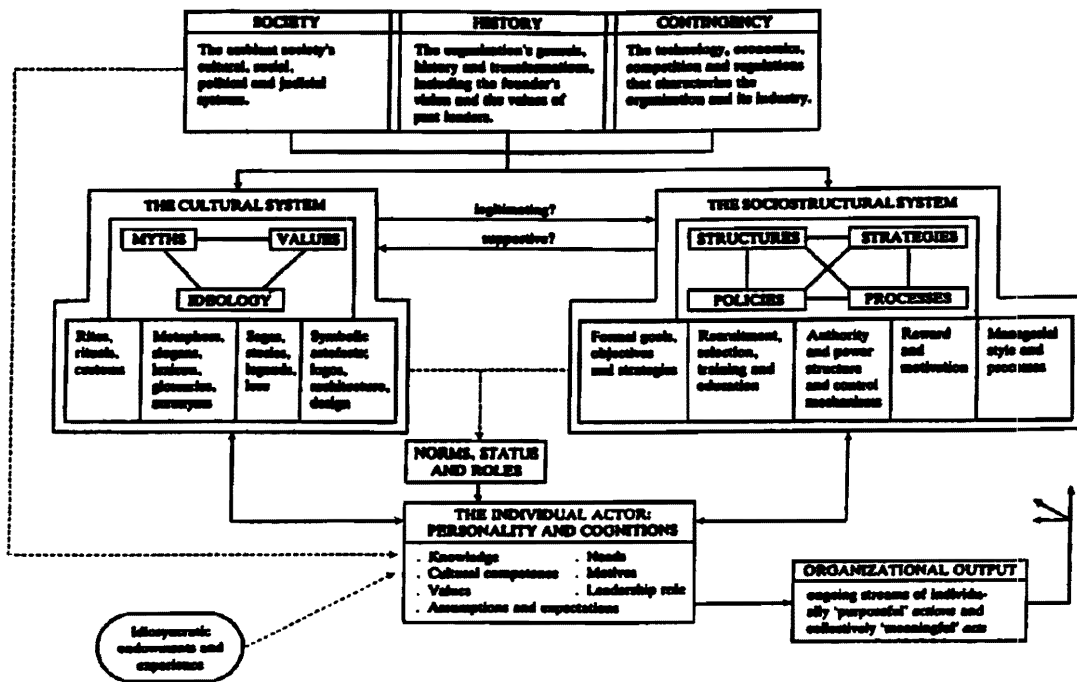 SOCIETY
The ambient society's
cultural, social,
political and judicial
systems.
HISTORY
The organization's genesis,
history and transformations,
including the founder's
vision and the values of
past leaders.
CONTINGENCY
The technology, economics,
competition and regulations
that characterize the
organization and its industry.
THE CULTURAL SYSTEM
MYTHS
VALUES
IDEOLOGY
Rites,
rituals,
customs
Metaphors,
slogans,
lexicons,
glossaries,
acronyms
Sagas,
stories,
legends,
lore
Symbolic
artefacts;
logos,
architecture,
design
legitimating?
supportive?
THE SOCIOSTRUCTURAL SYSTEM
STRUCTURES
STRATEGIES
POLICIES
PROCESSES
Formal goals,
objectives
and strategies
Recruitment,
selection,
training and
education
Authority
and power
structure
and control
mechanisms
Reward
and
motivation
Managerial
style and
processes
NORMS, STATUS
AND ROLES
THE INDIVIDUAL ACTOR:
PERSONALITY AND COGNITIONS
. Knowledge
. Cultural competence
. Values
. Assumptions and expectations
. Needs
. Motives
. Leadership role
ORGANIZATIONAL OUTPUT
ongoing streams of individu-
ally 'purposeful' actions and
collectively 'meaningful' acts
Idiosyncratic
endowments and
experience